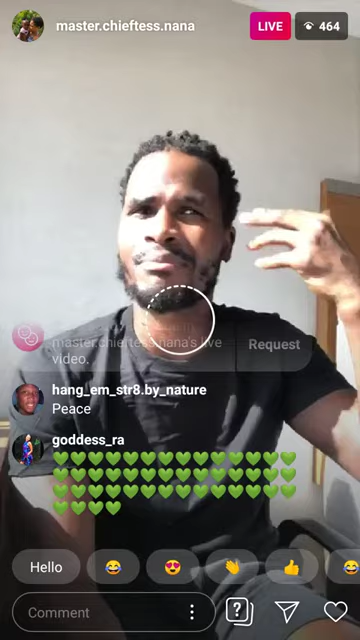 master.chieftess.nana
LIVE
464
master.chieftess.nana's live
video.
Request
hang_em_str8.by_nature
Peace
goddess_ra
Hello
Comment